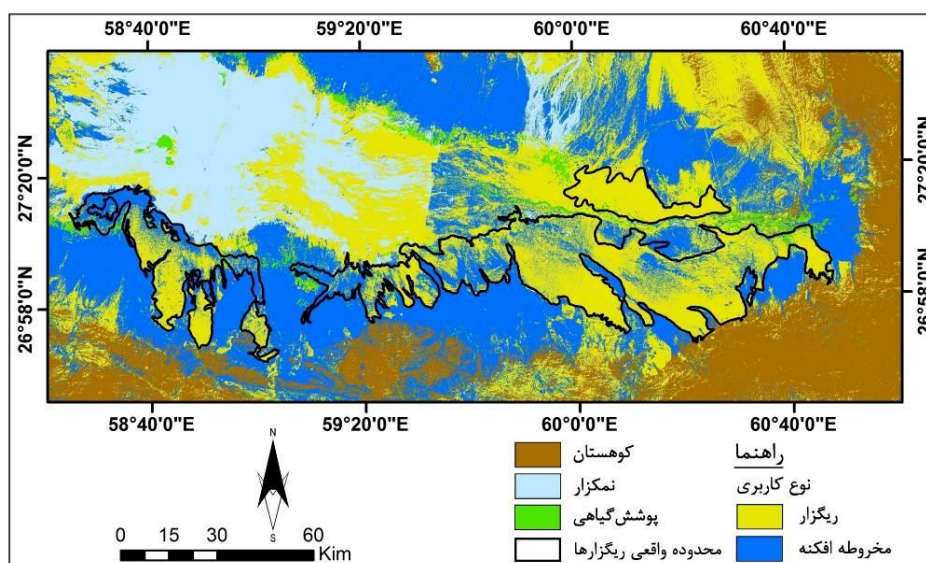 58°40'0"E 59°20'0"E 60°0'0"E 60°40'0"E
27°20'0"N 27°20'0"N
26°58'0"N 26°58'0"N
58°40'0"E 59°20'0"E 60°0'0"E 60°40'0"E
راهنما
نوع کاربری
ریگزار
مخروطه افکنه
کوهستان
نمکزار
پوشش‌گیاهی
محدوده واقعی ریگزارها
N
S
0 15 30 60
Kim